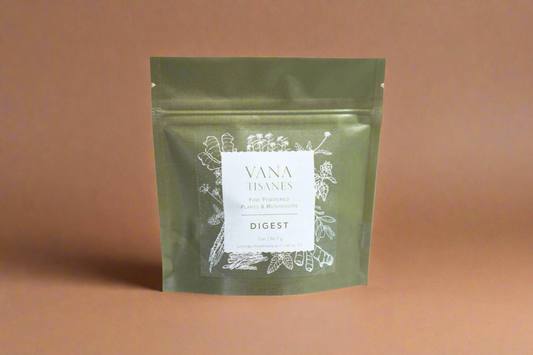 VANA
TISANES
FINE POWDERED
PLANTS & MUSHROOMS
DIGEST